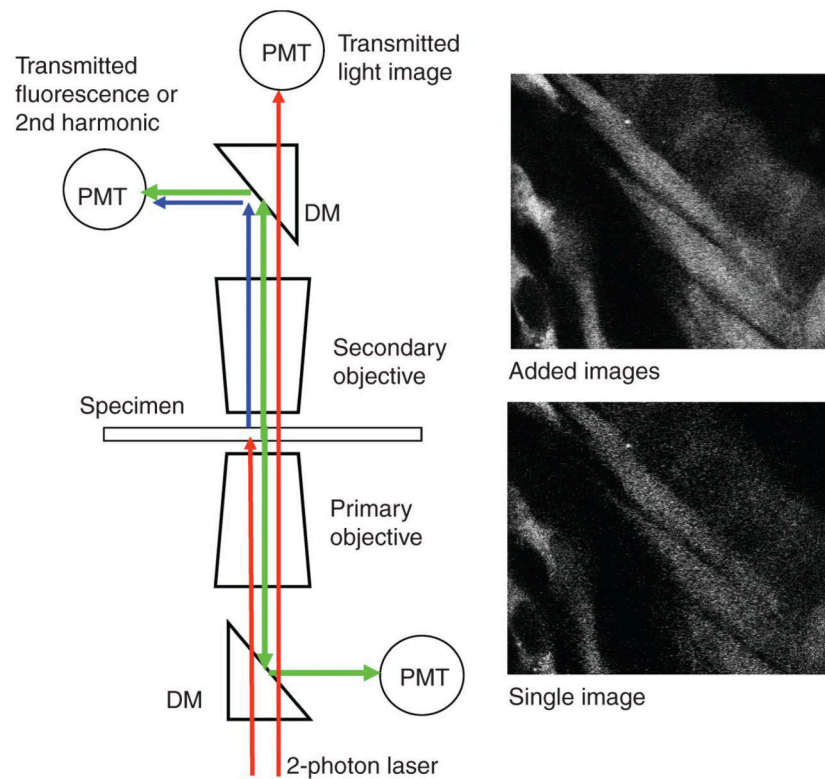 PMT
Transmitted
light image
Transmitted
fluorescence or
2nd harmonic
PMT
DM
Secondary
objective
Added images
Specimen
Primary
objective
PMT
DM
Single image
2-photon laser